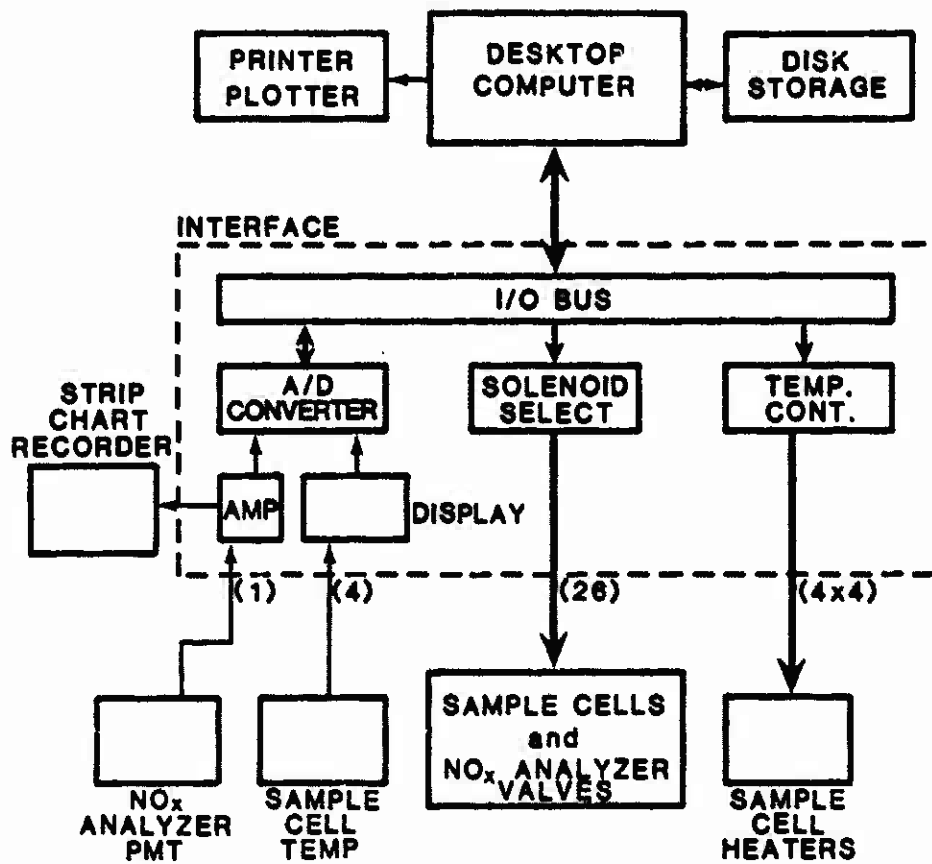 PRINTER
PLOTTER
DESKTOP
COMPUTER
DISK
STORAGE
INTERFACE
I/O BUS
STRIP
CHART
RECORDER
A/D
CONVERTER
SOLENOID
SELECT
TEMP.
CONT.
AMP
DISPLAY
(1)
(4)
(26)
(4x4)
NOx
ANALYZER
PMT
SAMPLE
CELL
TEMP
SAMPLE CELLS
and
NOx ANALYZER
VALVES
SAMPLE
CELL
HEATERS